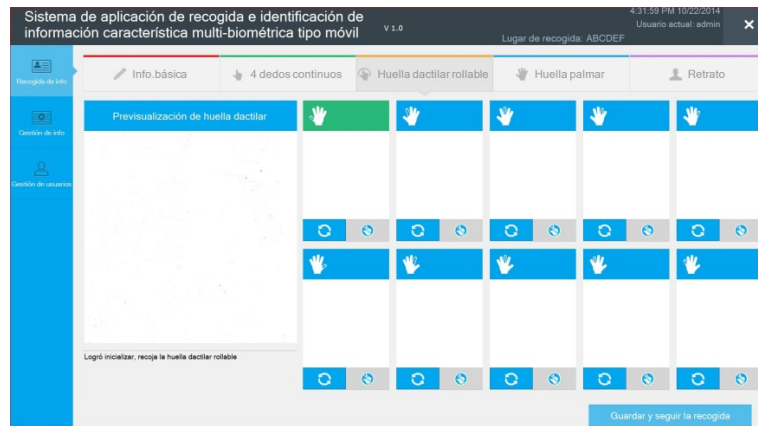 Sistema de aplicación de recogida e identificación de
información característica multi-biométrica tipo móvil
V 1.0
4:31:59 PM 10/22/2014
Usuario actual: admin
Lugar de recogida: ABCDEF
Recogida de info
Gestión de info
Gestión de usuarios
Info.básica
4 dedos continuos
Huella dactilar rollable
Huella palmar
Retrato
Previsualización de huella dactilar
Logró inicializar, recoja la huella dactilar rollable
Guardar y seguir la recogida